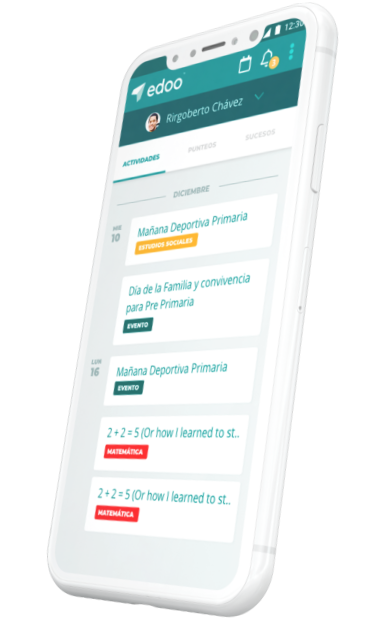 12:30
edoo
3
Rirgoberto Chávez
ACTIVIDADES
PUNTEOS
SUCESOS
DICIEMBRE
MIE
10
Mañana Deportiva Primaria
ESTUDIOS SOCIALES
Día de la Familia y convivencia
para Pre Primaria
EVENTO
LUN
16
Mañana Deportiva Primaria
EVENTO
2 + 2 = 5 (Or how I learned to st..
MATEMÁTICA
2 + 2 = 5 (Or how I learned to st..
MATEMÁTICA